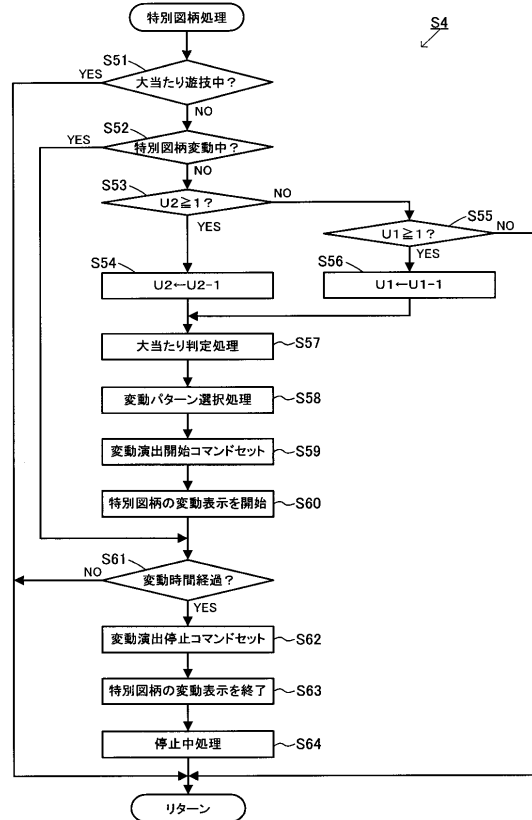 特別図柄処理
S4
S51
YES
大当たり遊技中?
NO
S52
YES
特別図柄変動中?
NO
S53
U2≧1?
NO
YES
S55
U1≧1?
NO
YES
S54
U2←U2-1
S56
U1←U1-1
大当たり判定処理
S57
変動パターン選択処理
S58
変動演出開始コマンドセット
S59
特別図柄の変動表示を開始
S60
S61
NO
変動時間経過?
YES
変動演出停止コマンドセット
S62
特別図柄の変動表示を終了
S63
停止中処理
S64
リターン